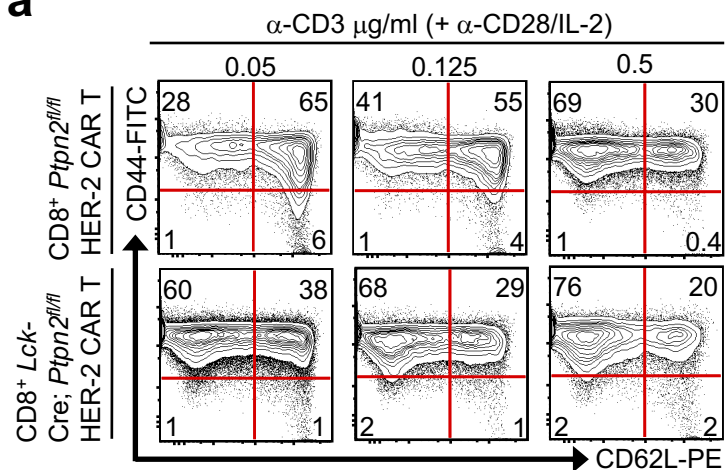 a
α-CD3 μg/ml (+ α-CD28/IL-2)
0.05 0.125 0.5
CD8⁺ Ptpn2fl/fl
HER-2 CAR T
CD44-FITC
28 65 41 55 69 30
1 6 1 4 1 0.4
CD8⁺ Lck-
Cre; Ptpn2fl/fl
HER-2 CAR T
60 38 68 29 76 20
1 1 2 1 2 2
CD62L-PE